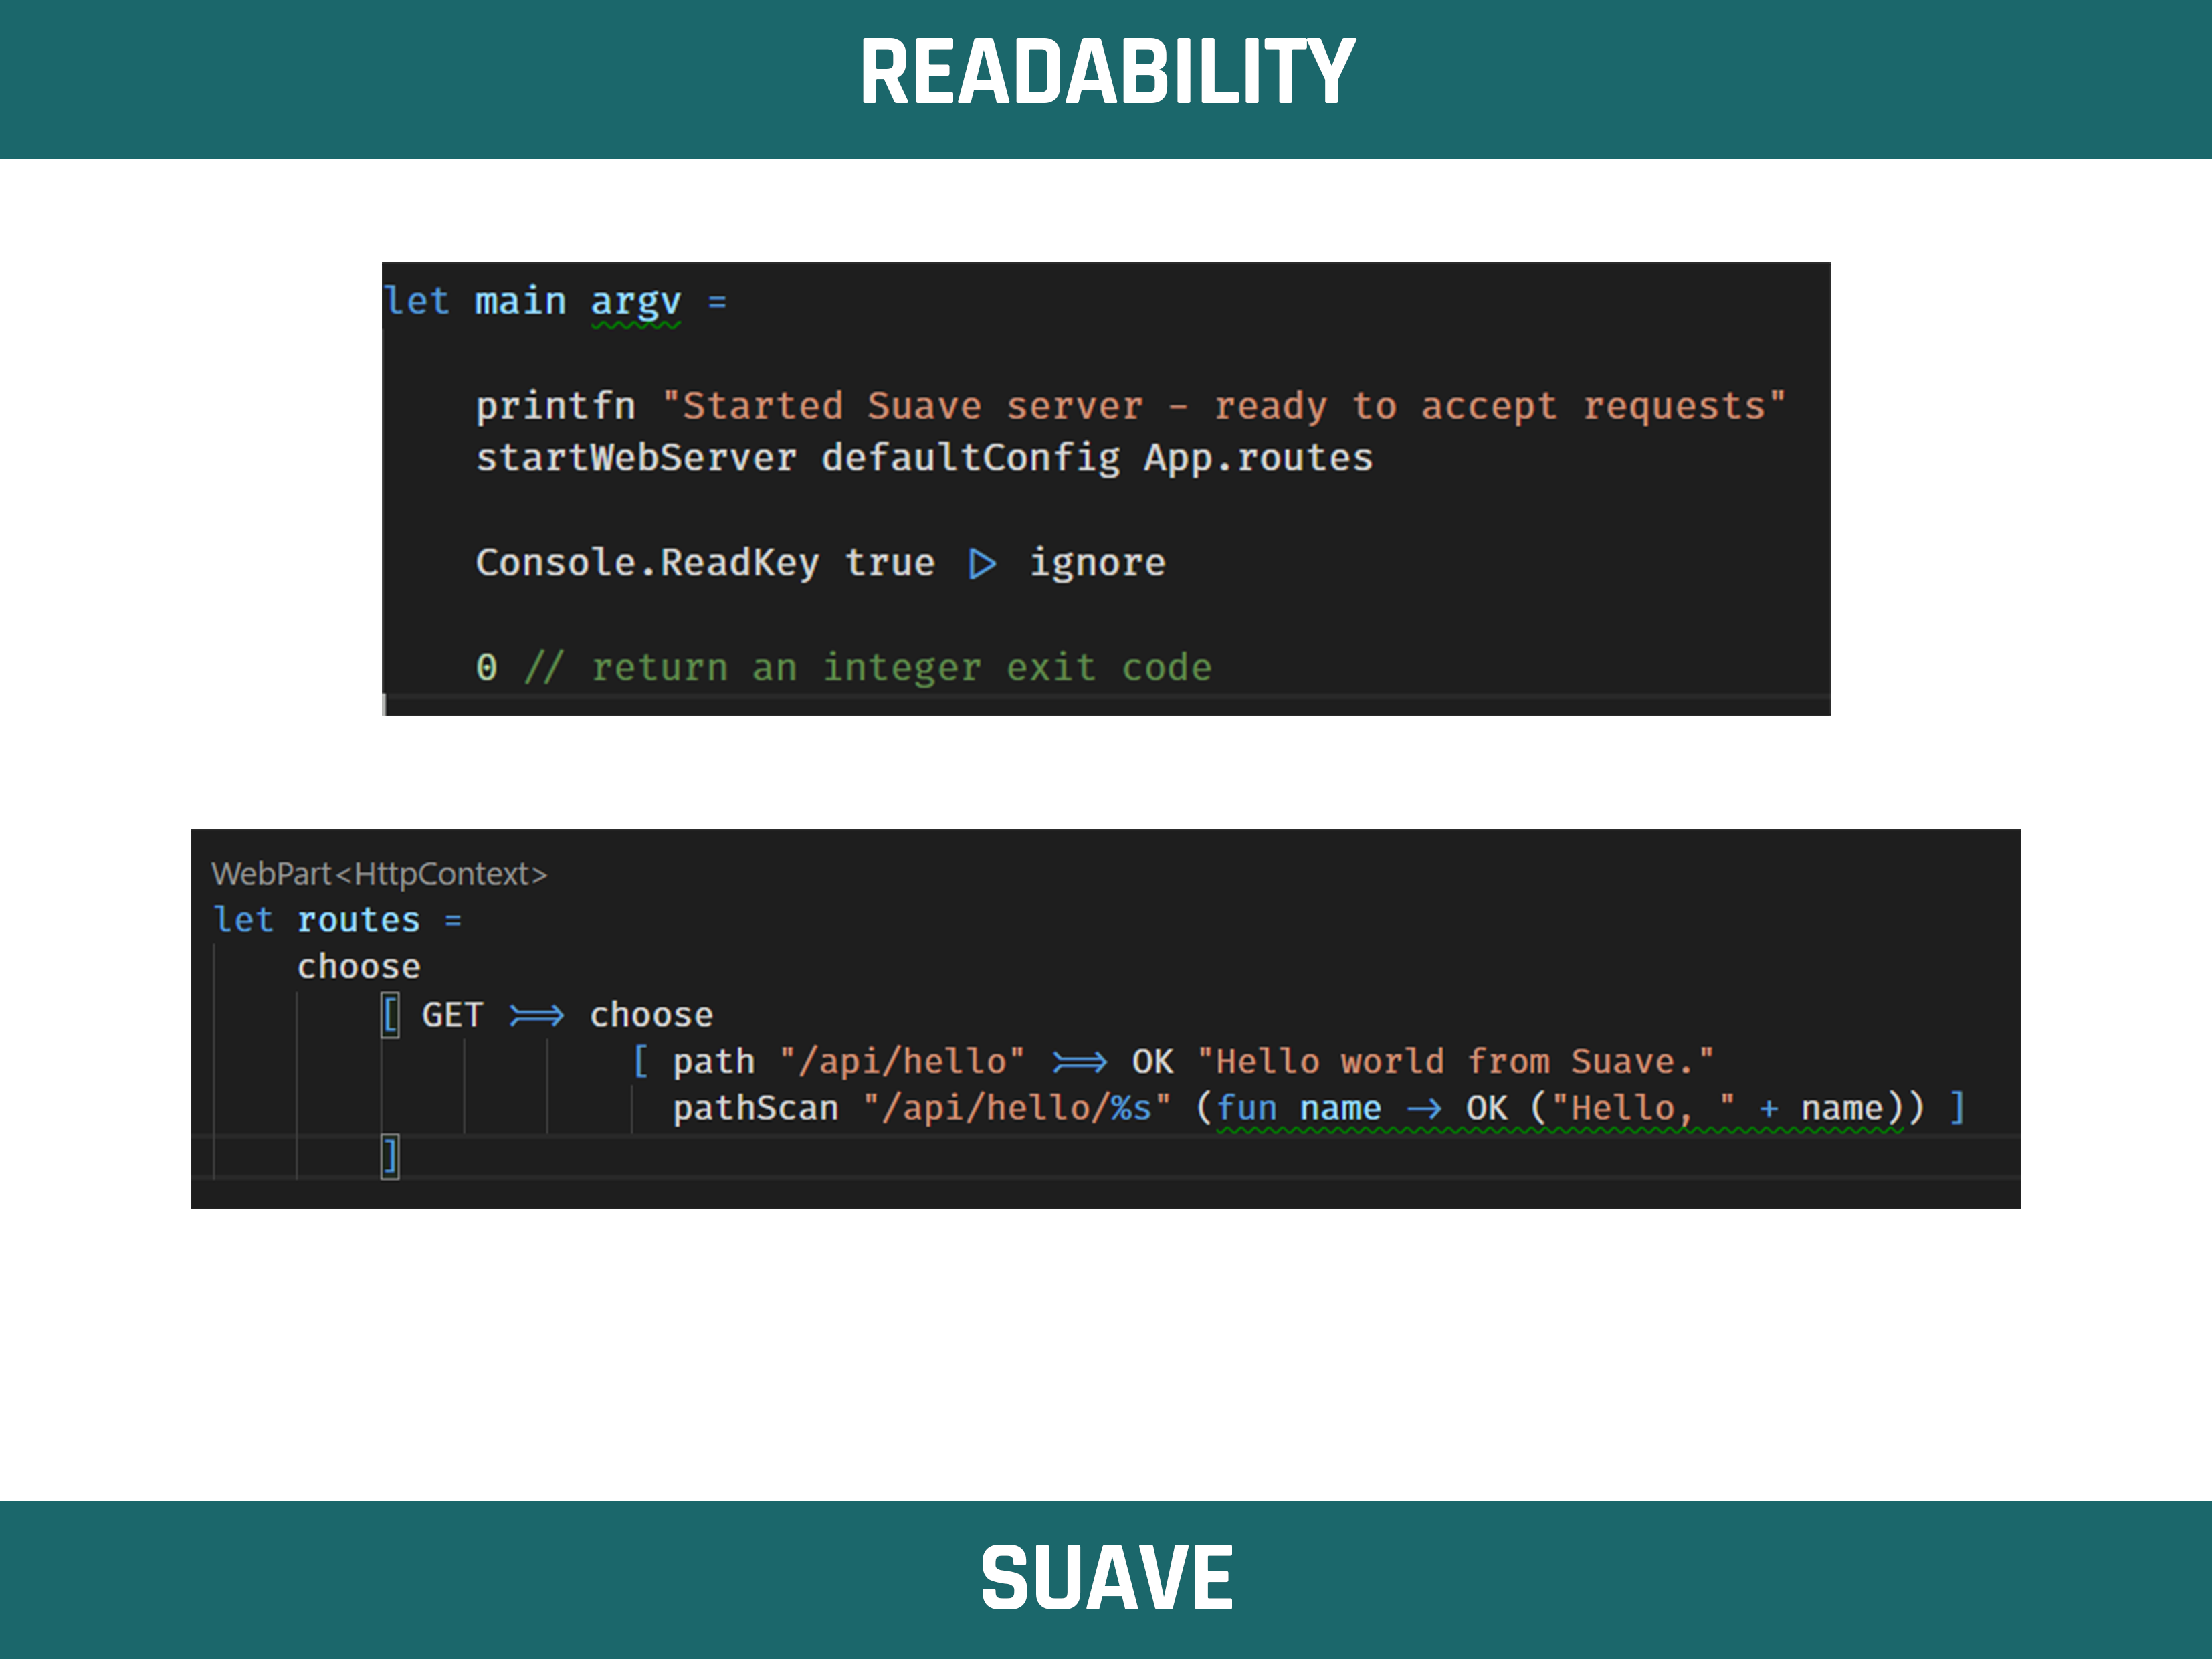 READABILITY
let main argv =
printfn "Started Suave server - ready to accept requests"
startWebServer defaultConfig App.routes
Console.ReadKey true |> ignore
0 // return an integer exit code
WebPart<HttpContext>
let routes =
choose
[ GET >=> choose
[ path "/api/hello" >=> OK "Hello world from Suave."
pathScan "/api/hello/%s" (fun name -> OK ("Hello, " + name)) ]
]
SUAVE